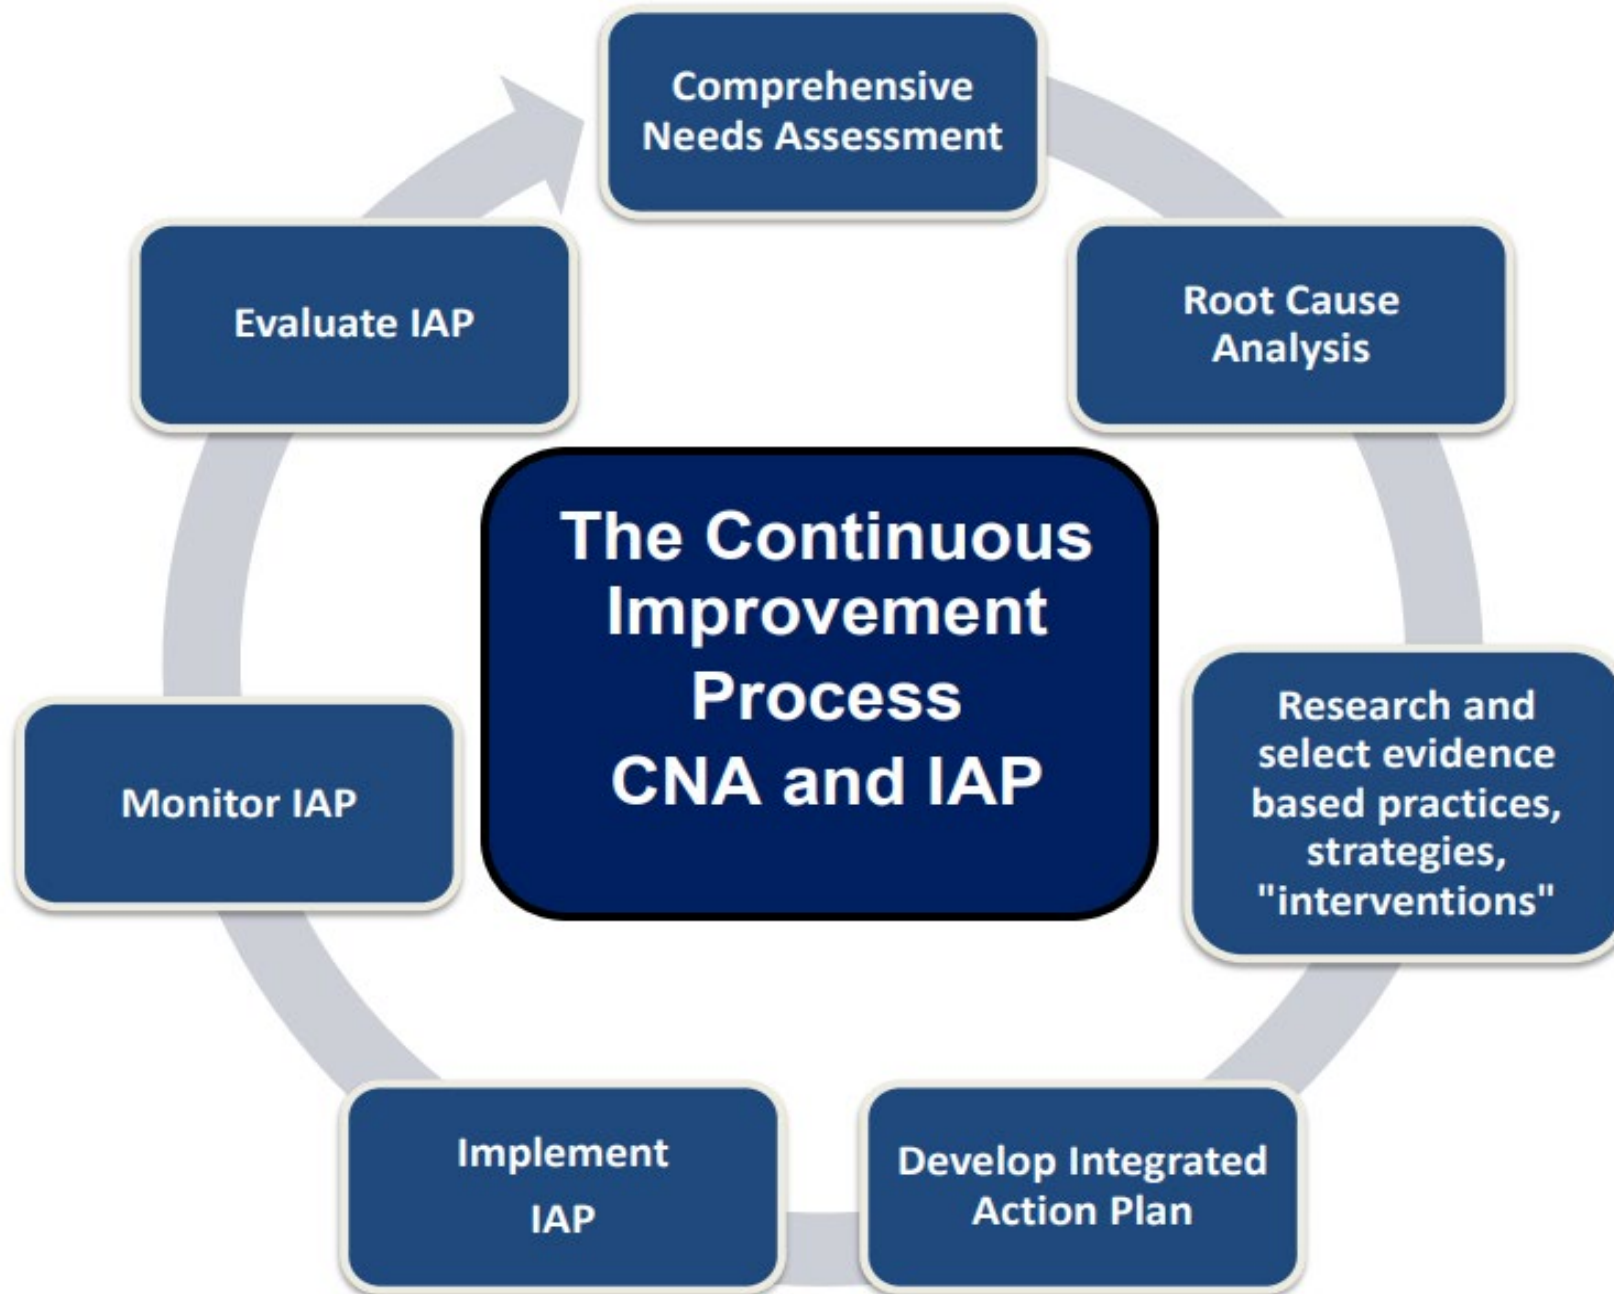 Comprehensive
Needs Assessment
Root Cause
Analysis
Research and
select evidence
based practices,
strategies,
"interventions"
Develop Integrated
Action Plan
Implement
IAP
Monitor IAP
Evaluate IAP
The Continuous
Improvement
Process
CNA and IAP